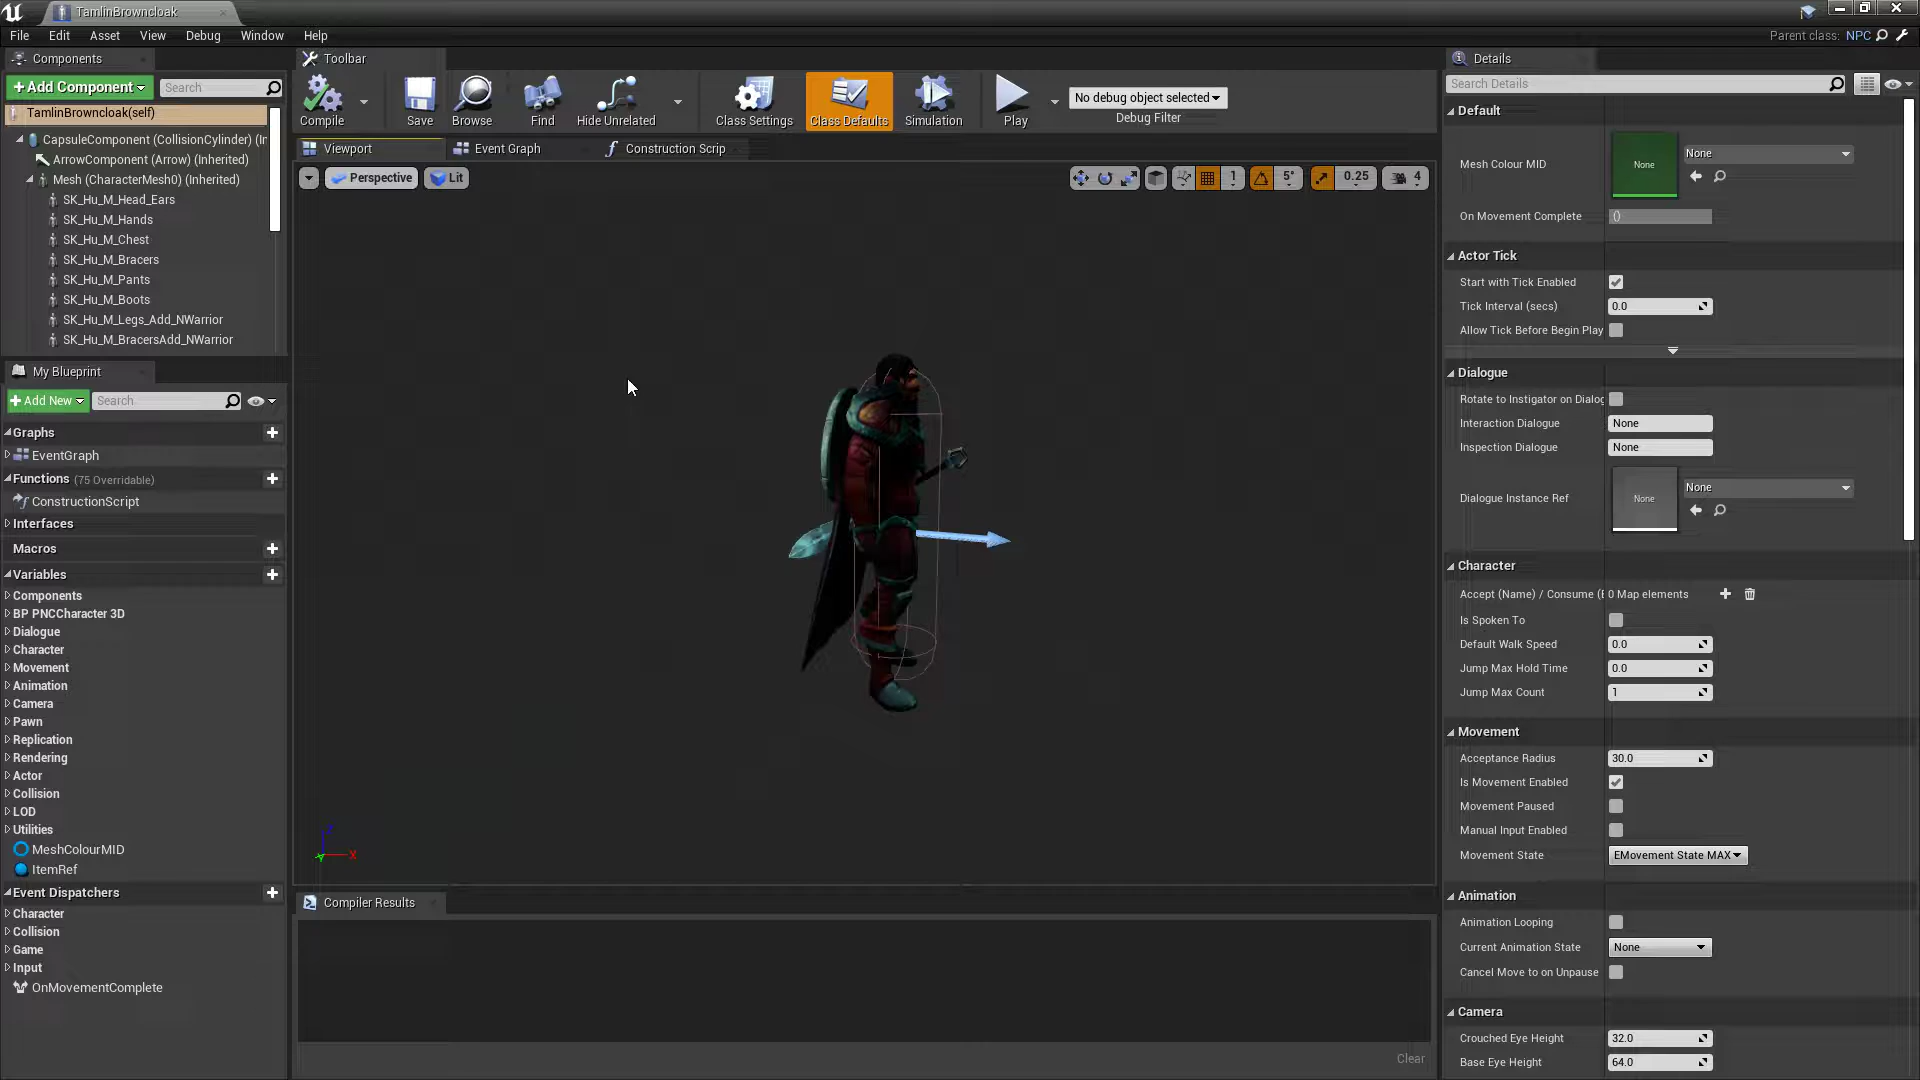 TamlinBrowncloak
File Edit Asset View Debug Window Help
Parent class: NPC
Components
+Add Component
Search
TamlinBrowncloak(self)
CapsuleComponent (CollisionCylinder) (Ir
ArrowComponent (Arrow) (Inherited)
Mesh (CharacterMesh0) (Inherited)
SK_Hu_M_Head_Ears
SK_Hu_M_Hands
SK_Hu_M_Chest
SK_Hu_M_Bracers
SK_Hu_M_Pants
SK_Hu_M_Boots
SK_Hu_M_Legs_Add_NWarrior
SK_Hu_M_BracersAdd_NWarrior
My Blueprint
+Add New
Search
Graphs
EventGraph
Functions (75 Overridable)
ConstructionScript
Interfaces
Macros
Variables
Components
BP PNCCharacter 3D
Dialogue
Character
Movement
Animation
Camera
Pawn
Replication
Rendering
Actor
Collision
LOD
Utilities
MeshColourMID
ItemRef
Event Dispatchers
Character
Collision
Game
Input
OnMovementComplete
Toolbar
Compile
Save
Browse
Find
Hide Unrelated
Class Settings
Class Defaults
Simulation
Play
No debug object selected
Debug Filter
Viewport
Event Graph
Construction Scrip
Perspective
Lit
1
5°
0.25
4
Z
X
Y
Compiler Results
Clear
Details
Search Details
Default
Mesh Colour MID
None
None
On Movement Complete
()
Actor Tick
Start with Tick Enabled
Tick Interval (secs)
0.0
Allow Tick Before Begin Play
Dialogue
Rotate to Instigator on Dialog
Interaction Dialogue
None
Inspection Dialogue
None
Dialogue Instance Ref
None
None
Character
Accept (Name) / Consume (E
0 Map elements
Is Spoken To
Default Walk Speed
0.0
Jump Max Hold Time
0.0
Jump Max Count
1
Movement
Acceptance Radius
30.0
Is Movement Enabled
Movement Paused
Manual Input Enabled
Movement State
EMovement State MAX
Animation
Animation Looping
Current Animation State
None
Cancel Move to on Unpause
Camera
Crouched Eye Height
32.0
Base Eye Height
64.0